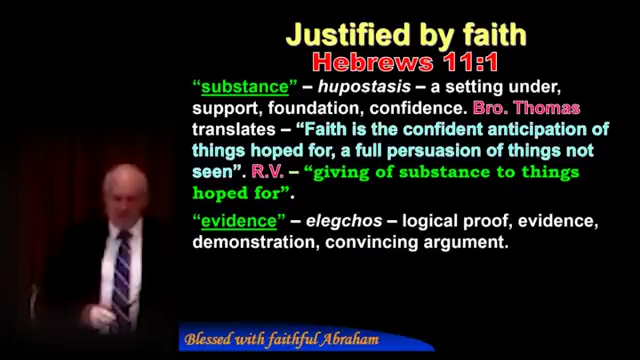 Justified by faith
Hebrews 11:1
“substance” – hupostasis – a setting under,
support, foundation, confidence. Bro. Thomas
translates – “Faith is the confident anticipation of
things hoped for, a full persuasion of things not
seen”. R.V. – “giving of substance to things
hoped for”.
“evidence” – elegchos – logical proof, evidence,
demonstration, convincing argument.
Blessed with faithful Abraham